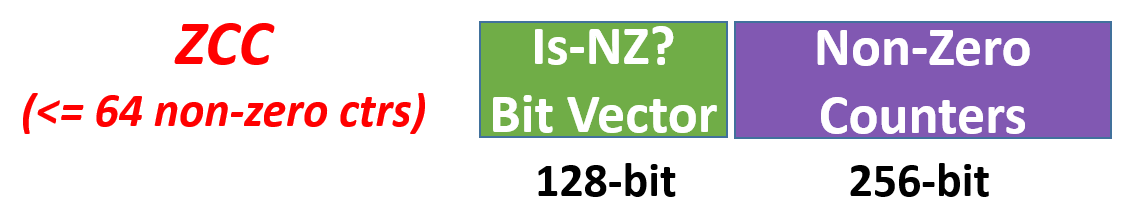 ZCC
(<= 64 non-zero ctrs)
Is-NZ?
Bit Vector
128-bit
Non-Zero
Counters
256-bit